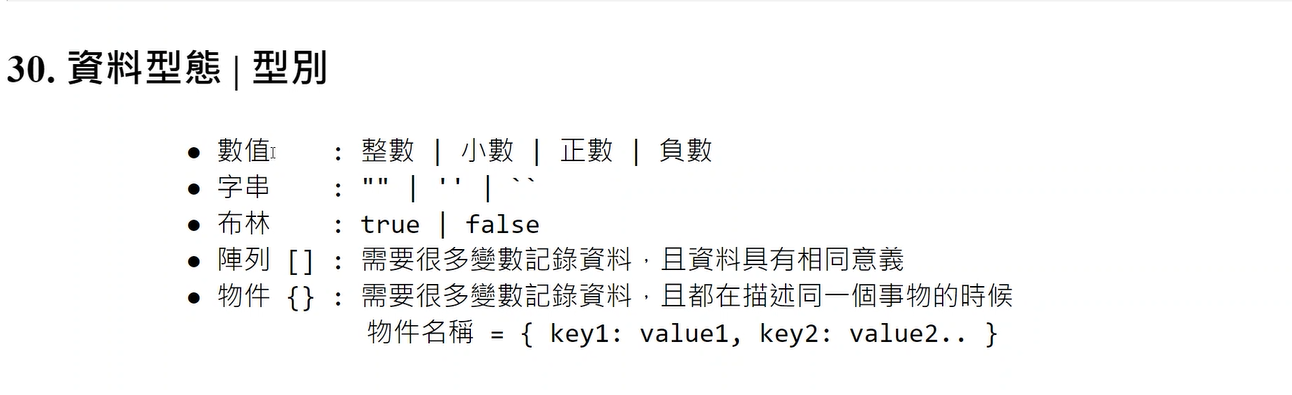 30. 資料型態 | 型別
● 數值 : 整數 | 小數 | 正數 | 負數
● 字串 : "" | '' | ``
● 布林 : true | false
● 陣列 [] : 需要很多變數記錄資料，且資料具有相同意義
● 物件 {} : 需要很多變數記錄資料，且都在描述同一個事物的時候
物件名稱 = { key1: value1, key2: value2.. }